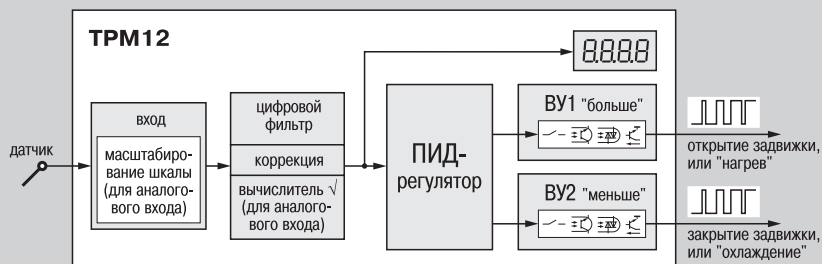 ТРМ12
8.8.8.8
датчик
вход
масштабиро-
вание шкалы
(для аналого-
вого входа)
цифровой
фильтр
коррекция
вычислитель √
(для аналого-
вого входа)
ПИД-
регулятор
ВУ1 "больше"
открытие задвижки,
или "нагрев"
ВУ2 "меньше"
закрытие задвижки,
или "охлаждение"